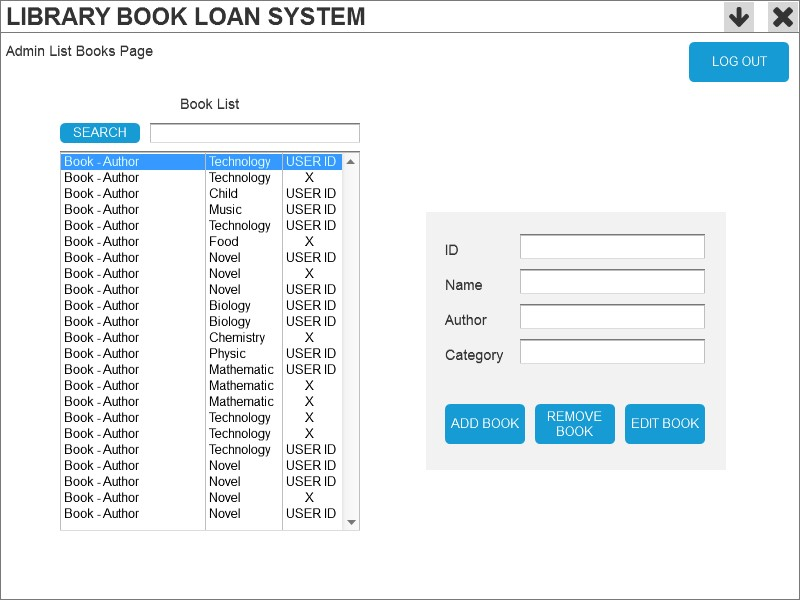 LIBRARY BOOK LOAN SYSTEM
Admin List Books Page
LOG OUT
Book List
SEARCH
Book - Author Technology USER ID
Book - Author Technology X
Book - Author Child USER ID
Book - Author Music USER ID
Book - Author Technology USER ID
Book - Author Food X
Book - Author Novel USER ID
Book - Author Novel X
Book - Author Novel USER ID
Book - Author Biology USER ID
Book - Author Biology USER ID
Book - Author Chemistry X
Book - Author Physic USER ID
Book - Author Mathematic USER ID
Book - Author Mathematic X
Book - Author Mathematic X
Book - Author Technology X
Book - Author Technology X
Book - Author Technology USER ID
Book - Author Novel USER ID
Book - Author Novel USER ID
Book - Author Novel X
Book - Author Novel USER ID
ID
Name
Author
Category
ADD BOOK
REMOVE
BOOK
EDIT BOOK